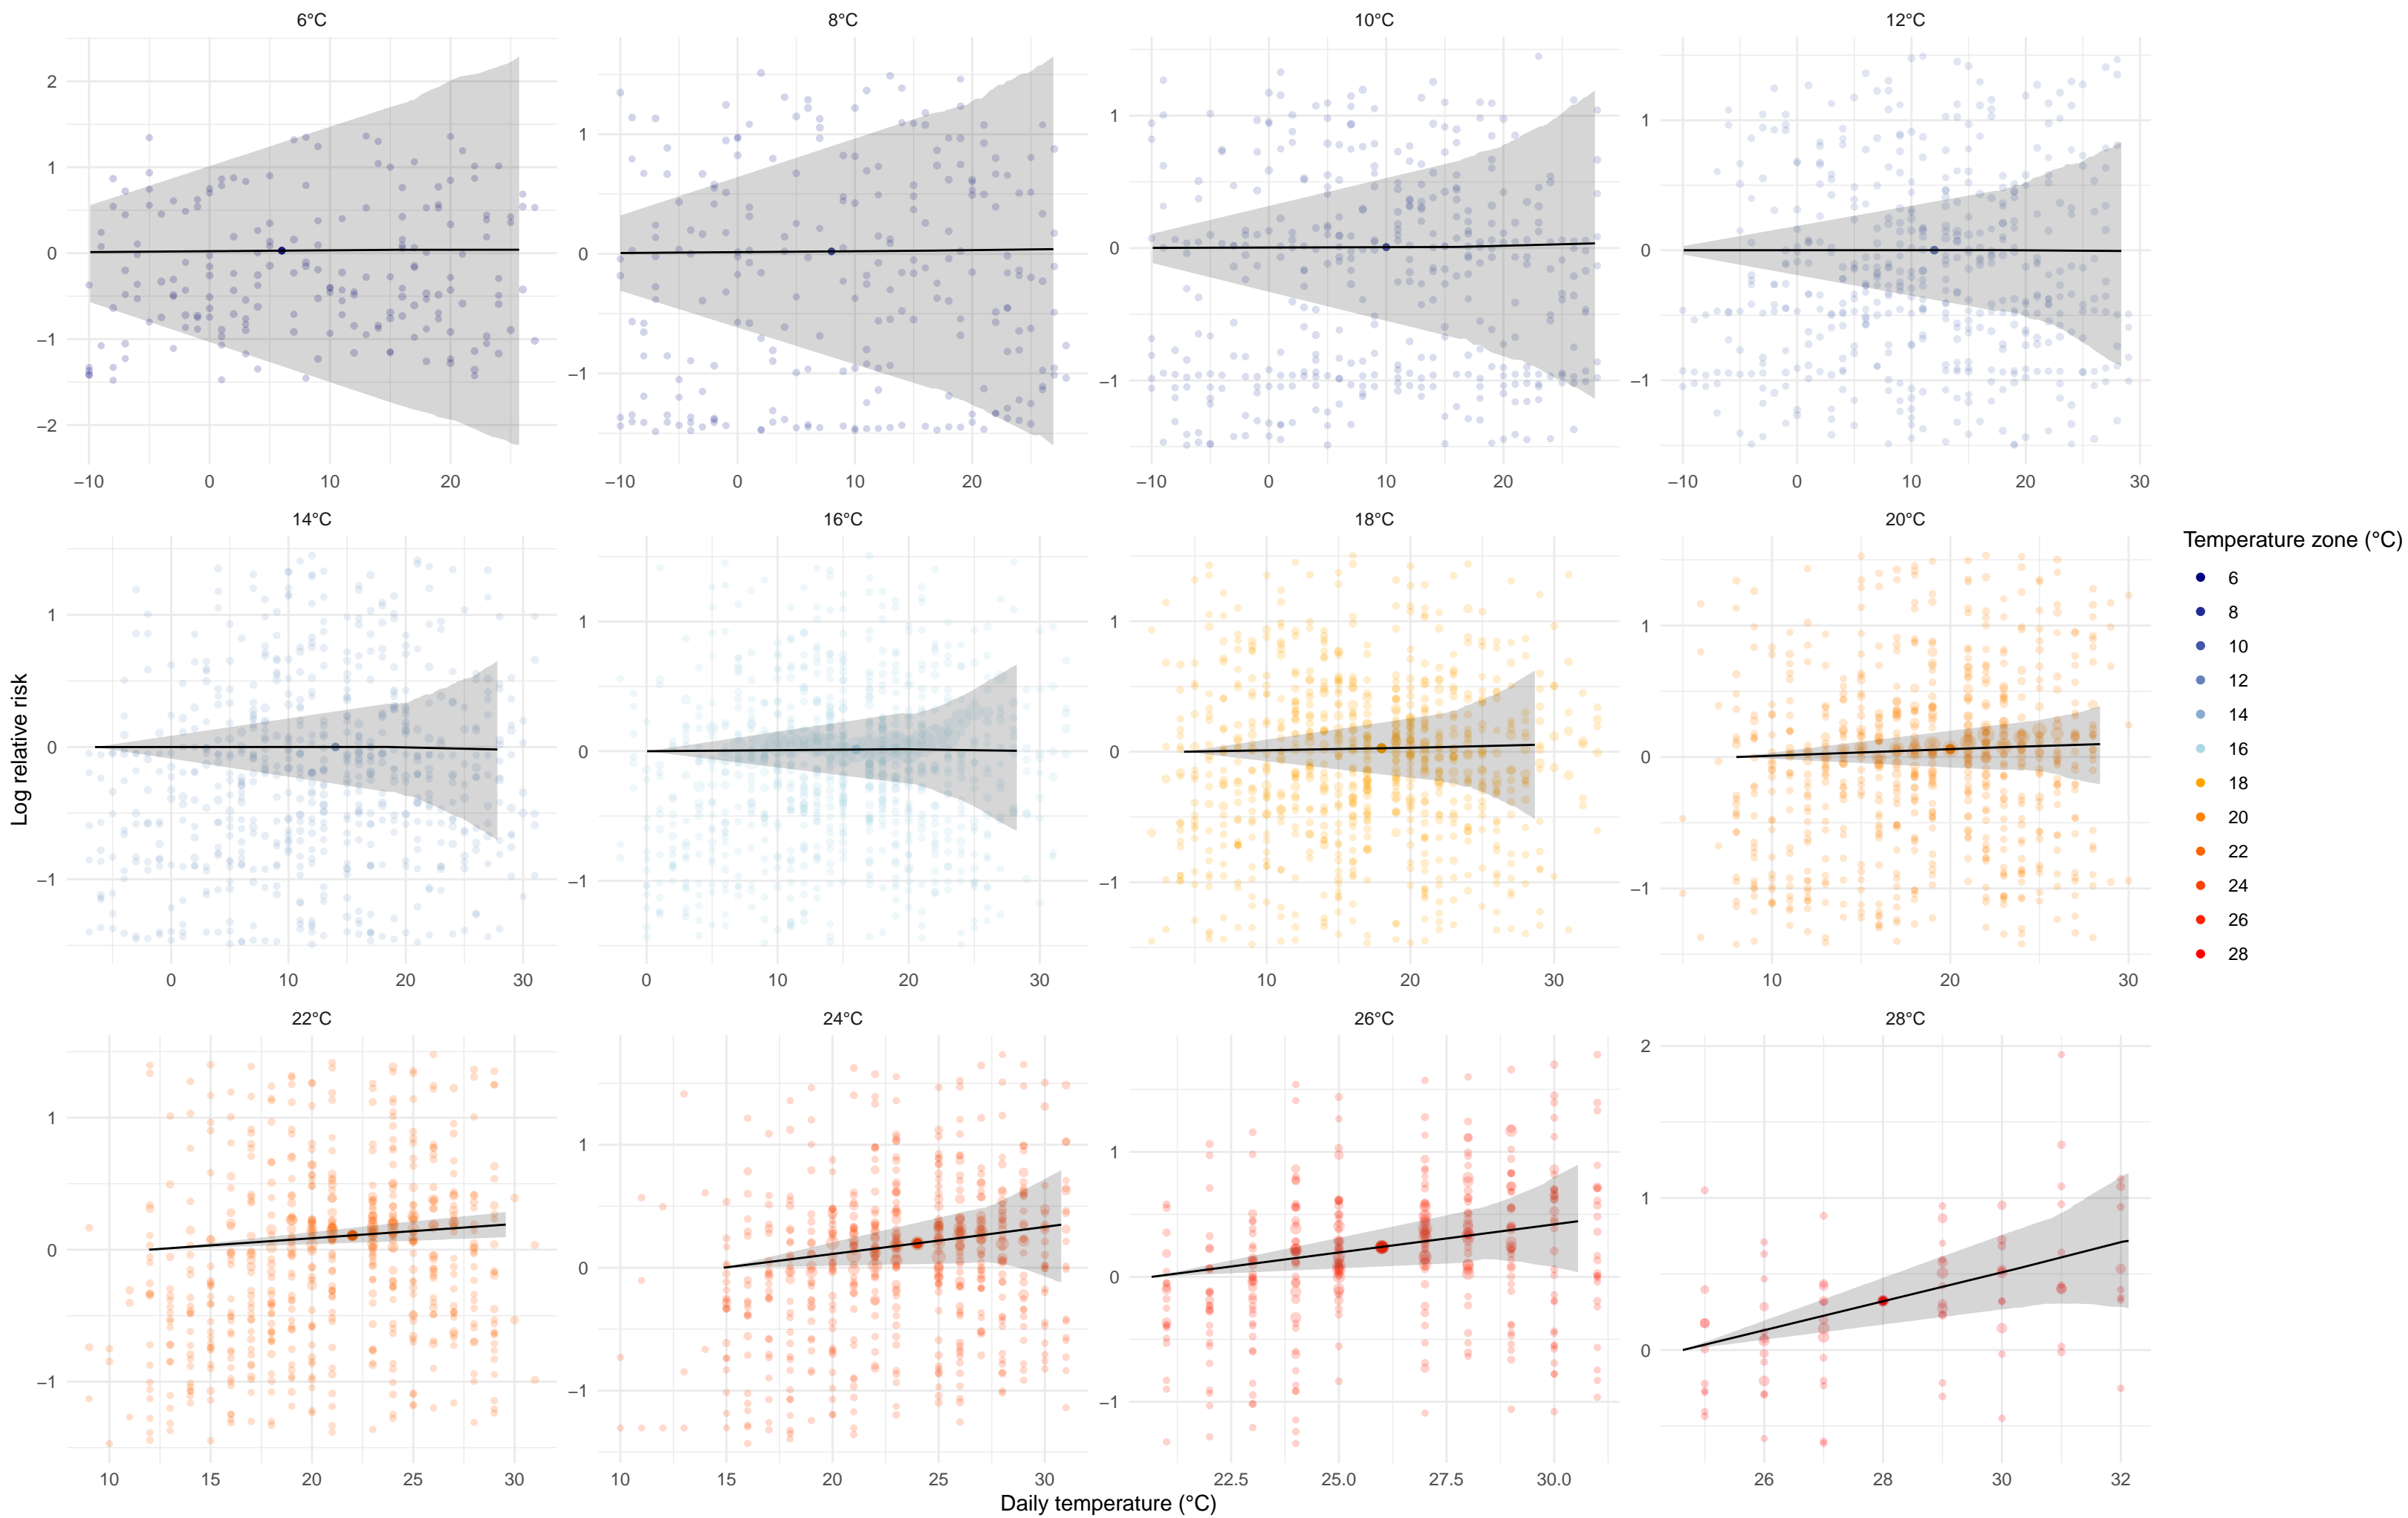 6°C 8°C 10°C 12°C
2
1
0
−1
−2
1
0
−1
1
0
−1
1
0
−1
−10 0 10 20
−10 0 10 20
−10 0 10 20
−10 0 10 20 30
14°C 16°C 18°C 20°C
Log relative risk
1
0
−1
1
0
−1
1
0
−1
1
0
−1
0 10 20 30
0 10 20 30
10 20 30
10 20 30
Temperature zone (°C)
6
8
10
12
14
16
18
20
22
24
26
28
22°C 24°C 26°C 28°C
1
0
−1
1
0
−1
1
0
−1
2
1
0
10 15 20 25 30
10 15 20 25 30
22.5 25.0 27.5 30.0
26 28 30 32
Daily temperature (°C)